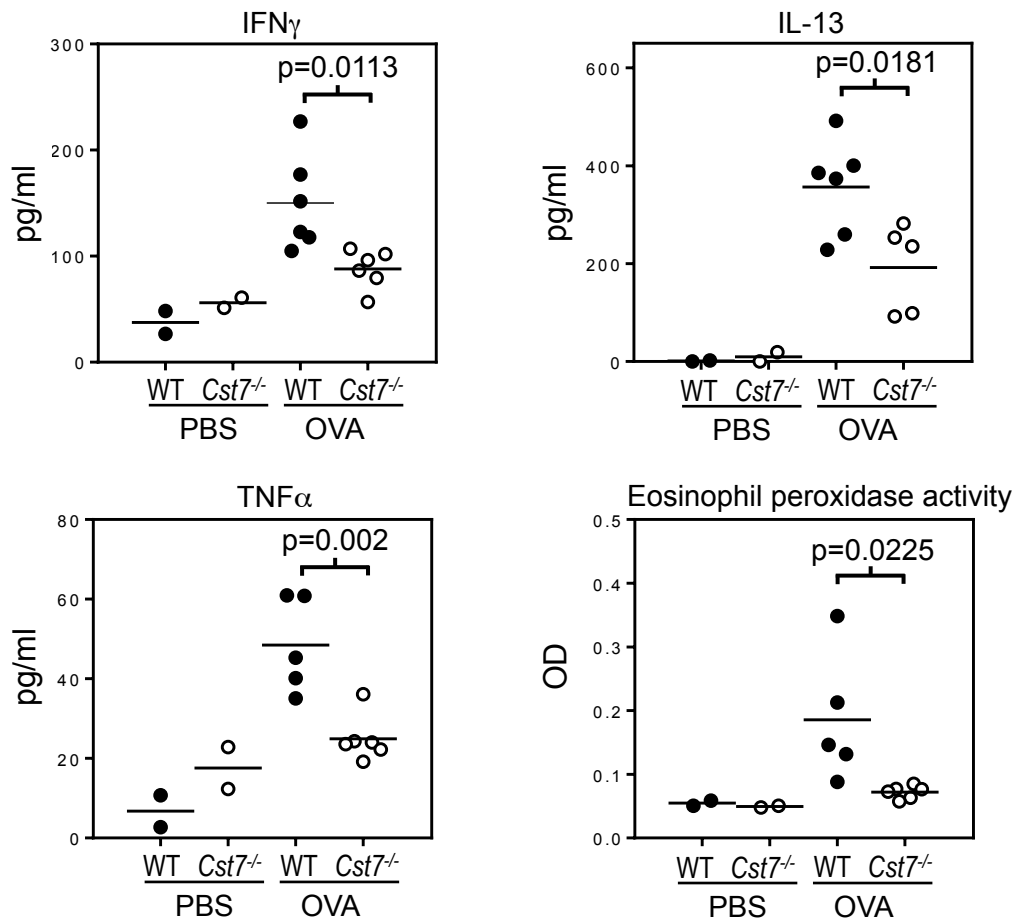 IFNγ
300
200
100
0
pg/ml
p=0.0113
WT Cst7-/- WT Cst7-/-
PBS OVA
IL-13
600
400
200
0
pg/ml
p=0.0181
WT Cst7-/- WT Cst7-/-
PBS OVA
TNFα
80
60
40
20
0
pg/ml
p=0.002
WT Cst7-/- WT Cst7-/-
PBS OVA
Eosinophil peroxidase activity
0.5
0.4
0.3
0.2
0.1
0.0
OD
p=0.0225
WT Cst7-/- WT Cst7-/-
PBS OVA